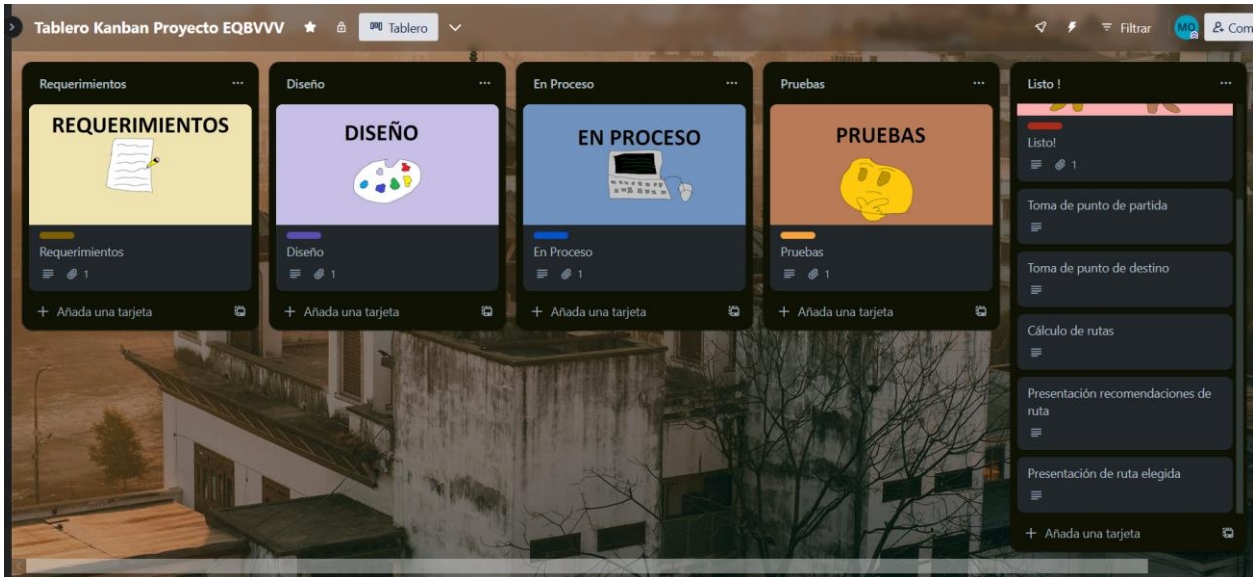 Tablero Kanban Proyecto EQBVVV
Tablero
Filtrar
MO
Com
Requerimientos
REQUERIMIENTOS
Requerimientos
1
Añada una tarjeta
Diseño
DISEÑO
Diseño
1
Añada una tarjeta
En Proceso
EN PROCESO
En Proceso
1
Añada una tarjeta
Pruebas
PRUEBAS
Pruebas
1
Añada una tarjeta
Listo !
Listo!
1
Toma de punto de partida
Toma de punto de destino
Cálculo de rutas
Presentación recomendaciones de
ruta
Presentación de ruta elegida
Añada una tarjeta